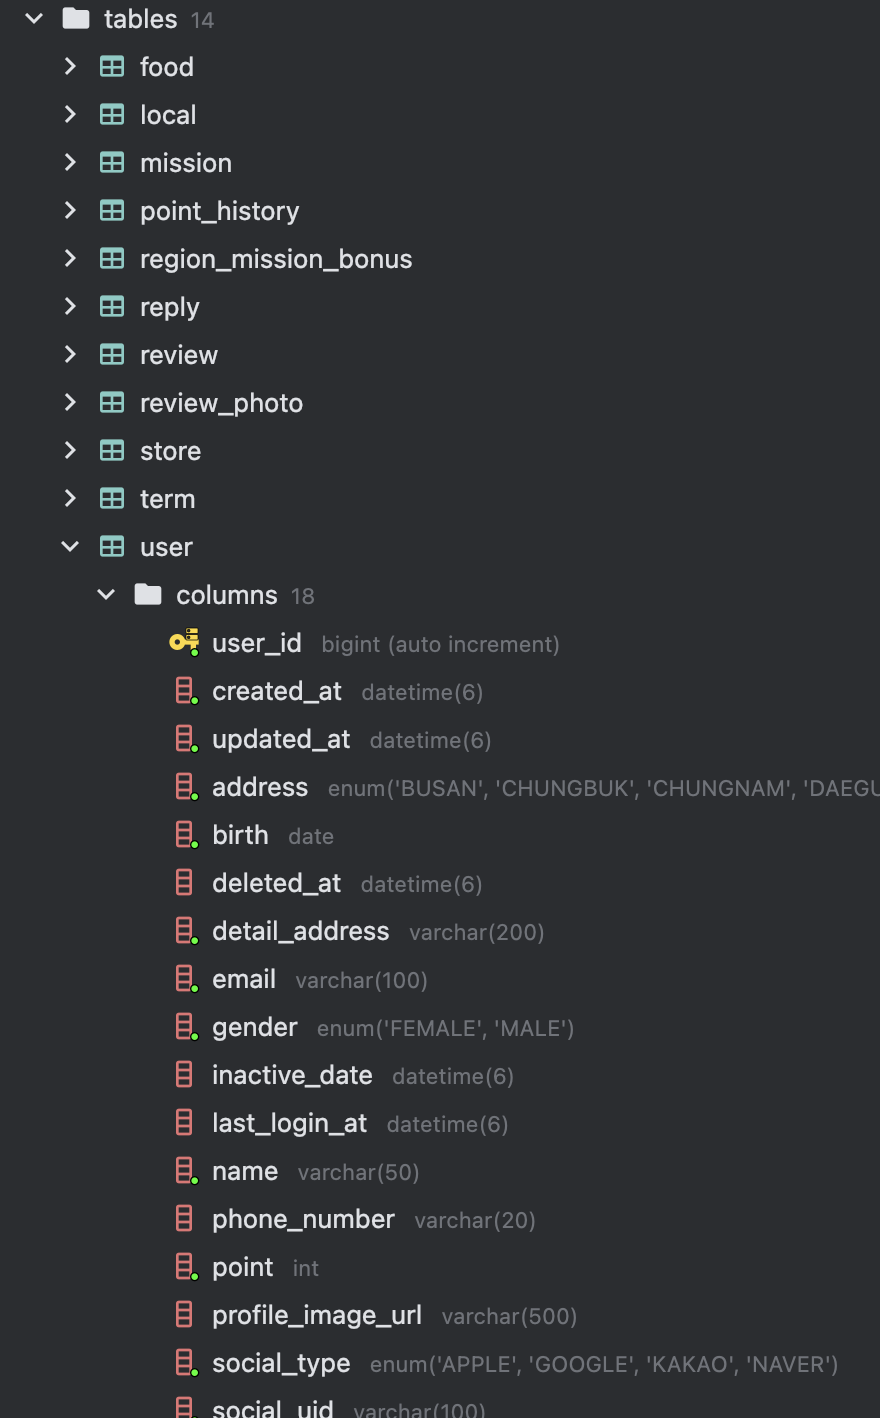 tables 14
food
local
mission
point_history
region_mission_bonus
reply
review
review_photo
store
term
user
columns 18
user_id bigint (auto increment)
created_at datetime(6)
updated_at datetime(6)
address enum('BUSAN', 'CHUNGBUK', 'CHUNGNAM', 'DAEGU
birth date
deleted_at datetime(6)
detail_address varchar(200)
email varchar(100)
gender enum('FEMALE', 'MALE')
inactive_date datetime(6)
last_login_at datetime(6)
name varchar(50)
phone_number varchar(20)
point int
profile_image_url varchar(500)
social_type enum('APPLE', 'GOOGLE', 'KAKAO', 'NAVER')
social_uid varchar(100)